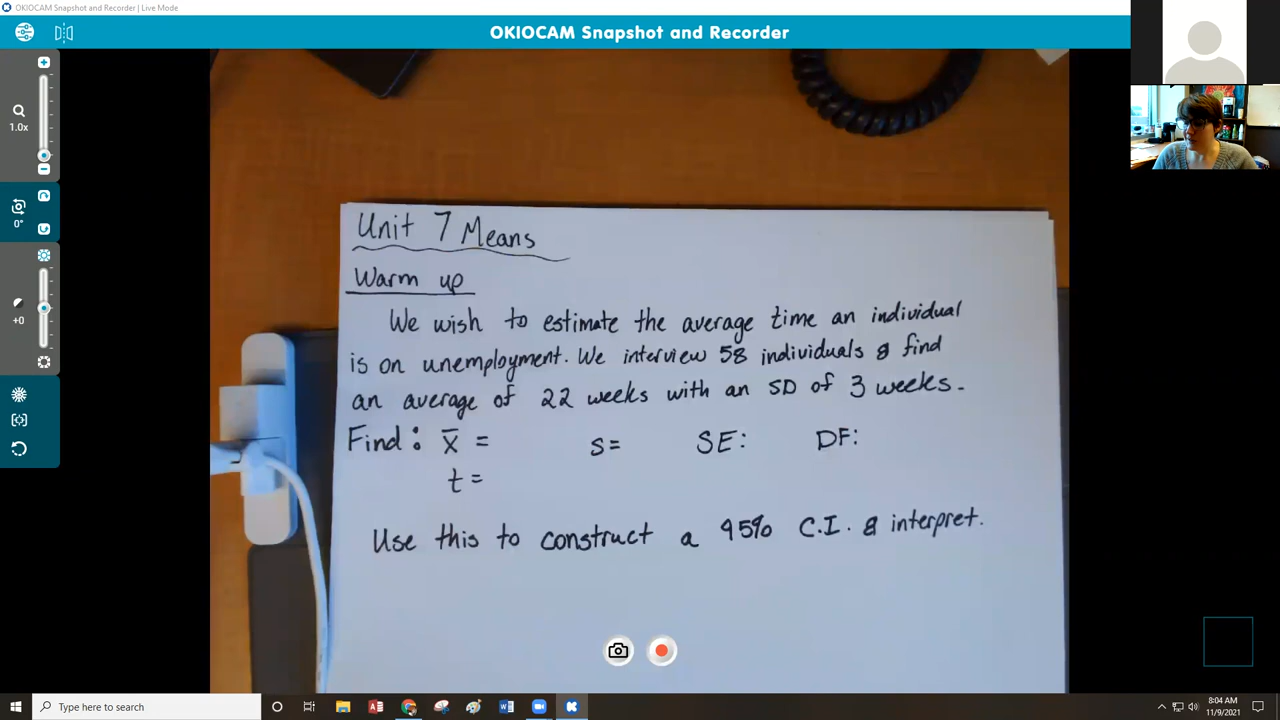 OKIOCAM Snapshot and Recorder | Live Mode
OKIOCAM Snapshot and Recorder
1.0x
0°
+0
Unit 7 Means
Warm up
We wish to estimate the average time an individual
is on unemployment. We interview 58 individuals & find
an average of 22 weeks with an SD of 3 weeks.
Find: x̄ = s= SE: DF:
t =
Use this to construct a 95% C.I. & interpret.
Type here to search
8:04 AM
11/9/2021